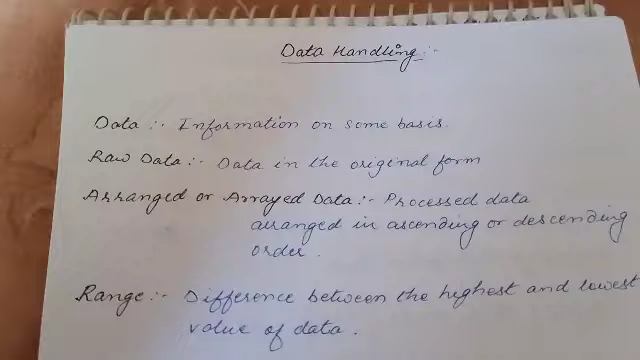 Data Handling :-
Data :- Information on some basis.
Raw Data :- Data in the original form
Arranged or Arrayed Data :- Processed data
arranged in ascending or descending
order.
Range :- Difference between the highest and lowest
value of data.